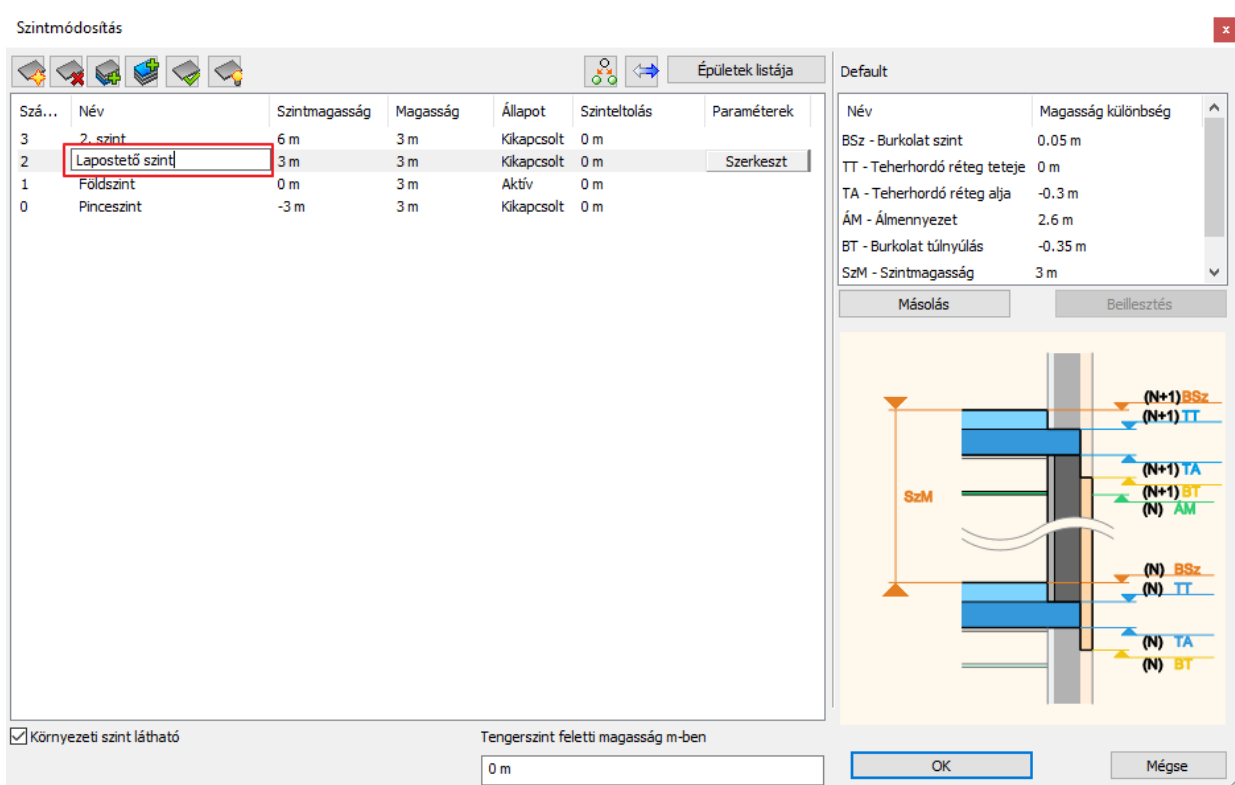 Szintmódosítás
x
Épületek listája
Default
Szá... Név Szintmagasság Magasság Állapot Szinteltolás Paraméterek
3 2. szint 6 m 3 m Kikapcsolt 0 m
2 Lapostető szint 3 m 3 m Kikapcsolt 0 m Szerkeszt
1 Földszint 0 m 3 m Aktív 0 m
0 Pinceszint -3 m 3 m Kikapcsolt 0 m
Név Magasság különbség
BSz - Burkolat szint 0.05 m
TT - Teherhordó réteg teteje 0 m
TA - Teherhordó réteg alja -0.3 m
ÁM - Álmennyezet 2.6 m
BT - Burkolat túlnyúlás -0.35 m
SzM - Szintmagasság 3 m
Másolás Beillesztés
(N+1) BSz
(N+1) TT
(N+1) TA
(N+1) BT
SzM
(N) ÁM
(N) BSz
(N) TT
(N) TA
(N) BT
Környezeti szint látható
Tengerszint feletti magasság m-ben
0 m
OK Mégse